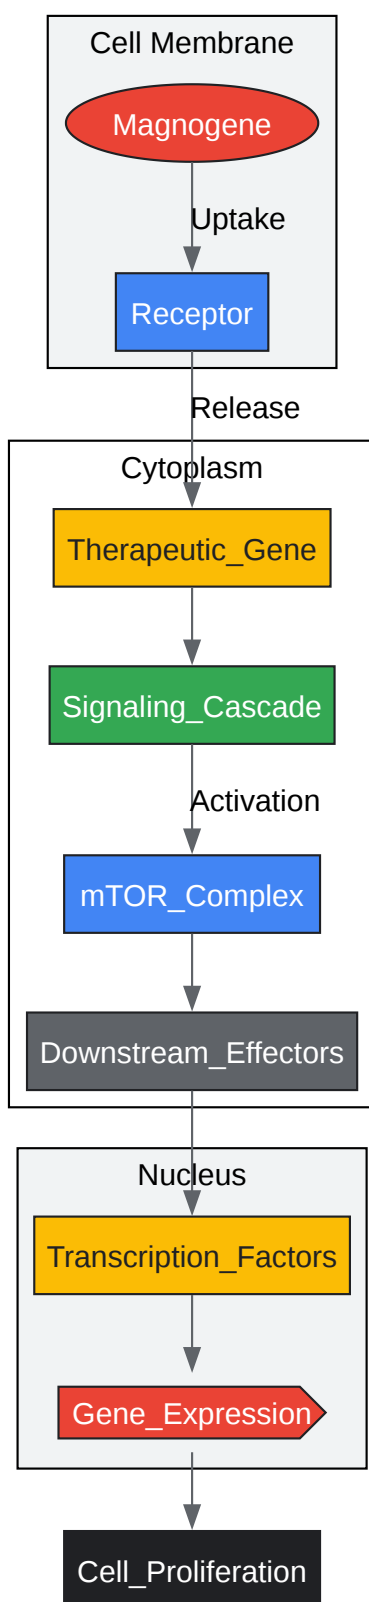 Cell Membrane
Magnogene
Uptake
Receptor
Release
Cytoplasm
Therapeutic_Gene
Signaling_Cascade
Activation
mTOR_Complex
Downstream_Effectors
Nucleus
Transcription_Factors
Gene_Expression
Cell_Proliferation